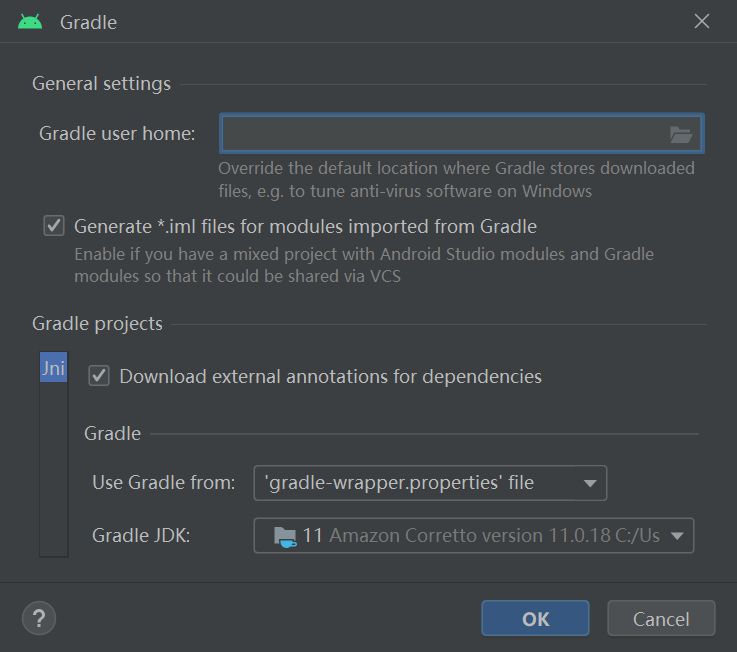 Gradle
General settings
Gradle user home:
Override the default location where Gradle stores downloaded
files, e.g. to tune anti-virus software on Windows
Generate *.iml files for modules imported from Gradle
Enable if you have a mixed project with Android Studio modules and Gradle
modules so that it could be shared via VCS
Gradle projects
Jni
Download external annotations for dependencies
Gradle
Use Gradle from: 'gradle-wrapper.properties' file
Gradle JDK: 11 Amazon Corretto version 11.0.18 C:/Us
? OK Cancel